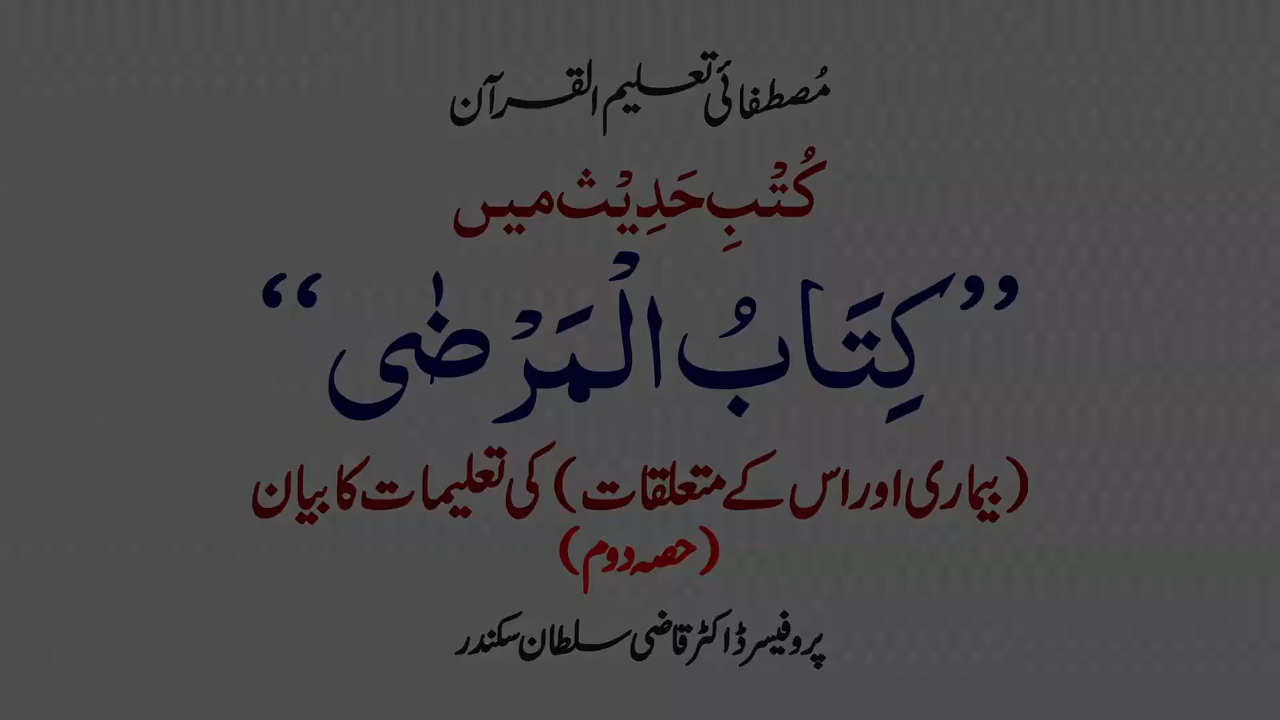 مُصطفائی تعلیم القرآن
کُتْبِ حَدِیْث میں
”کِتَابُ الْمَرْضٰی“
(بیماری اور اس کے متعلقات) کی تعلیمات کا بیان
(حصہ دوم)
پروفیسر ڈاکٹر قاضی سلطان سکندر